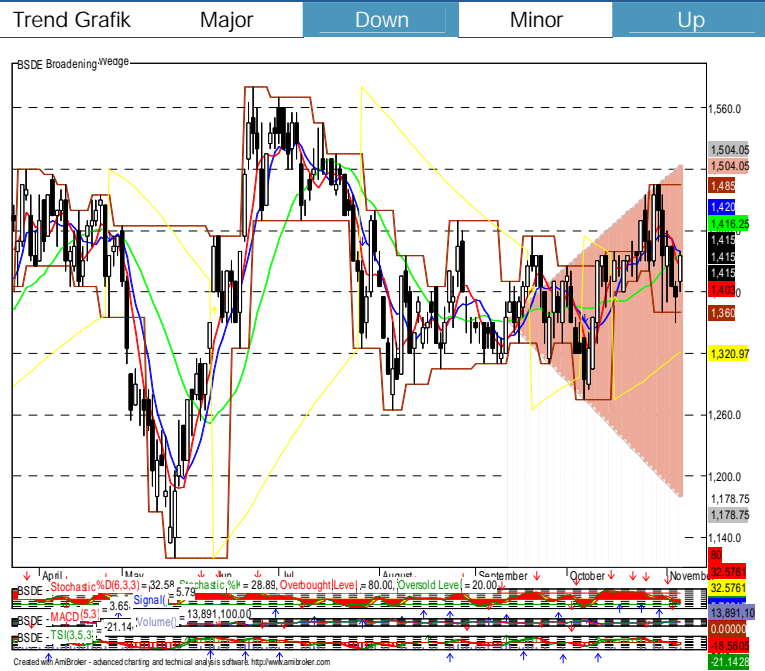 Trend Grafik Major Down Minor Up
BSDE Broadening Wedge
1,560.0
1,504.05
1,504.05
1,485
1,420
1,416.25
1,415
1,415
1,415
1,360
1,320.97
1,260.0
1,200.0
1,178.75
1,178.75
1,140.0
April May Jun Jul August September October November
80
32.5761
32.5761
BSDE - Stochastic %D(6,3,3) = 32.58 Stochastic %K = 28.89, Overbought Level = 80.00, Oversold Level = 20.00
13,891,10
BSDE - MACD(5,3) = 3.65, Signal() = 5.79
Volume() = 13,891,100.00
0.00000
-18.5605
BSDE - TSI(3,5,3) = -21.14
-21.1428
Created with AmiBroker - advanced charting and technical analysis software. http://www.amibroker.com